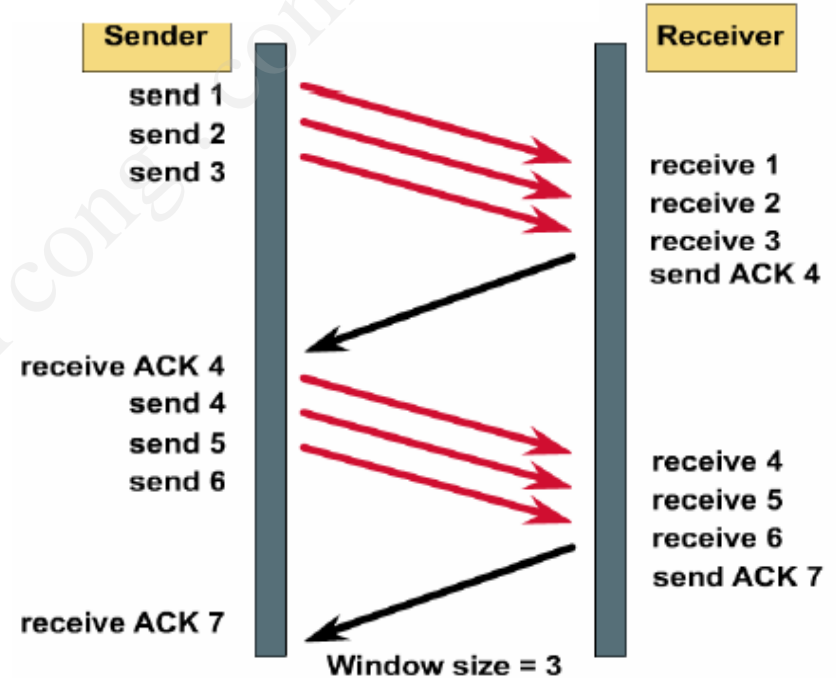 Sender
Receiver
send 1
send 2
send 3
receive 1
receive 2
receive 3
send ACK 4
receive ACK 4
send 4
send 5
send 6
receive 4
receive 5
receive 6
send ACK 7
receive ACK 7
Window size = 3
cong . com